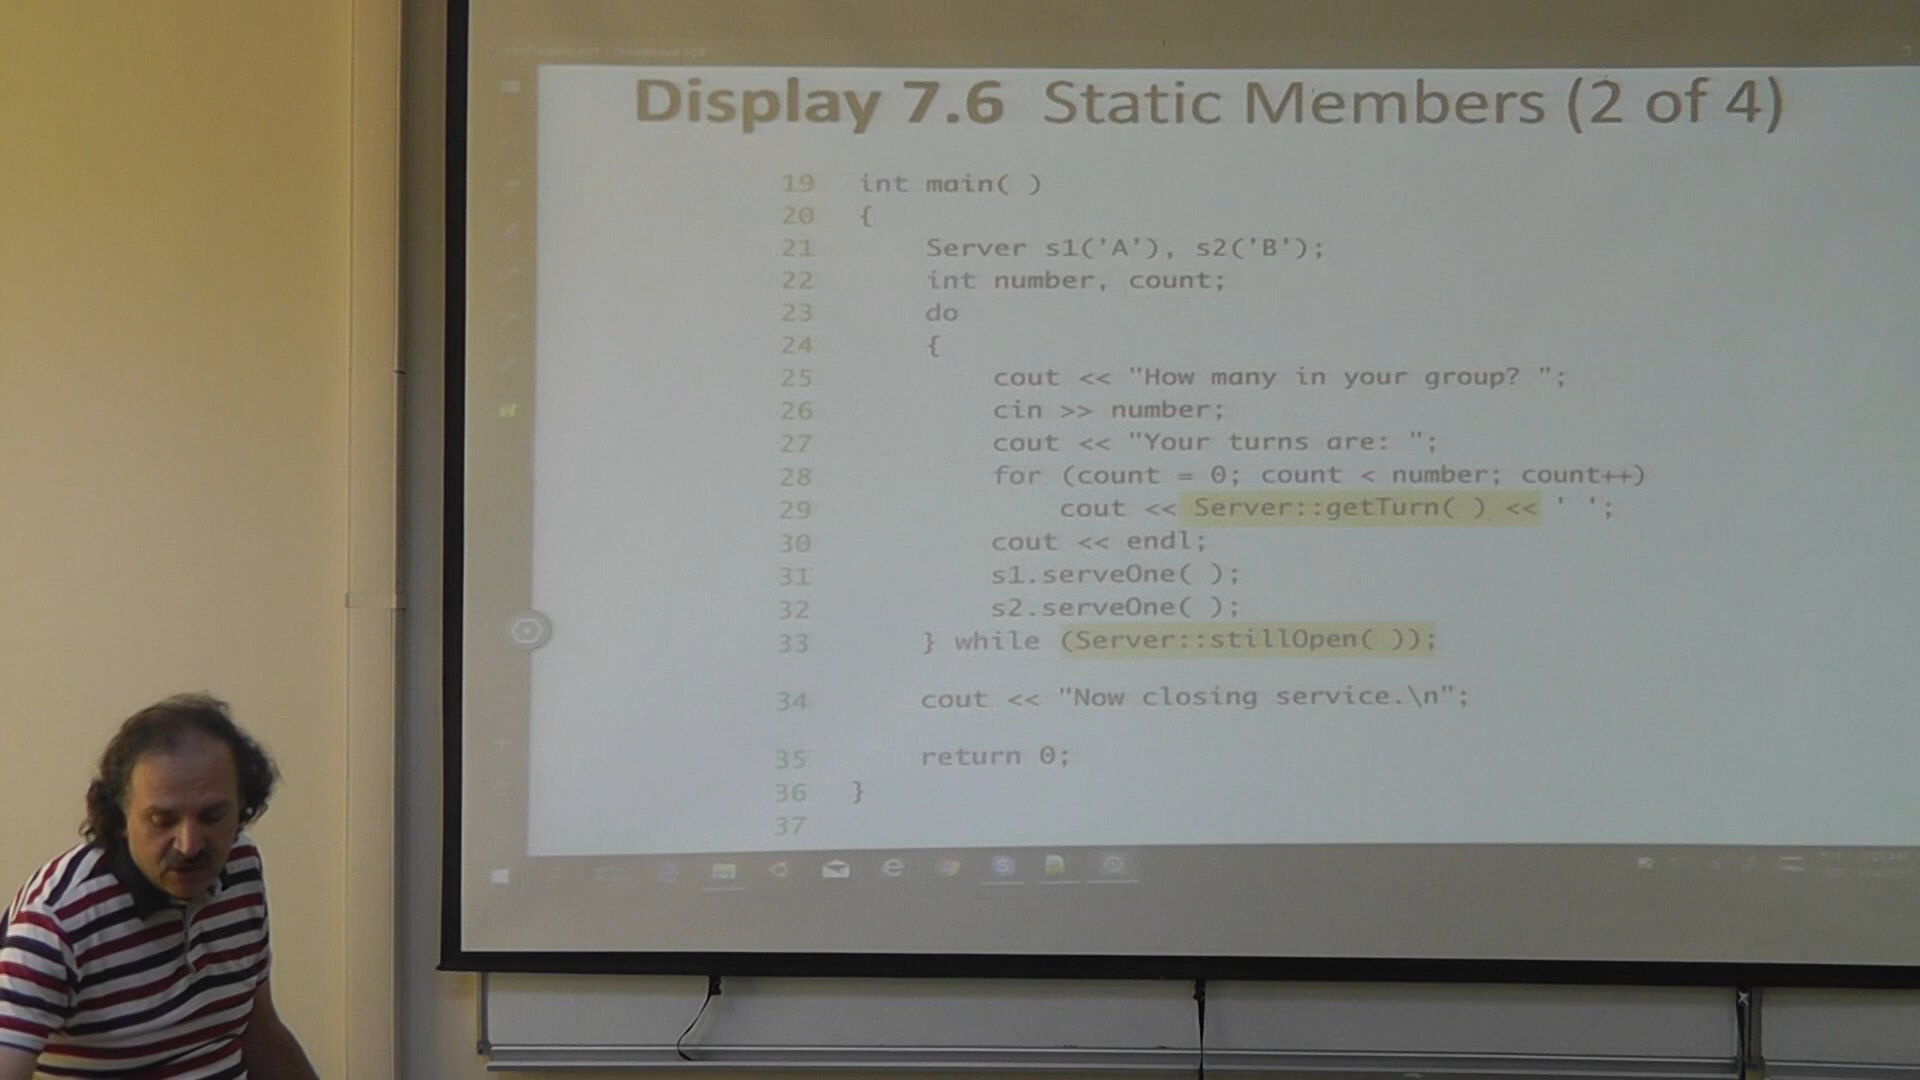 Display 7.6 Static Members (2 of 4)
19 int main( )
20 {
21 Server s1('A'), s2('B');
22 int number, count;
23 do
24 {
25 cout << "How many in your group? ";
26 cin >> number;
27 cout << "Your turns are: ";
28 for (count = 0; count < number; count++)
29 cout << Server::getTurn( ) << ' ';
30 cout << endl;
31 s1.serveOne( );
32 s2.serveOne( );
33 } while (Server::stillOpen( ));
34 cout << "Now closing service.\n";
35 return 0;
36 }
37